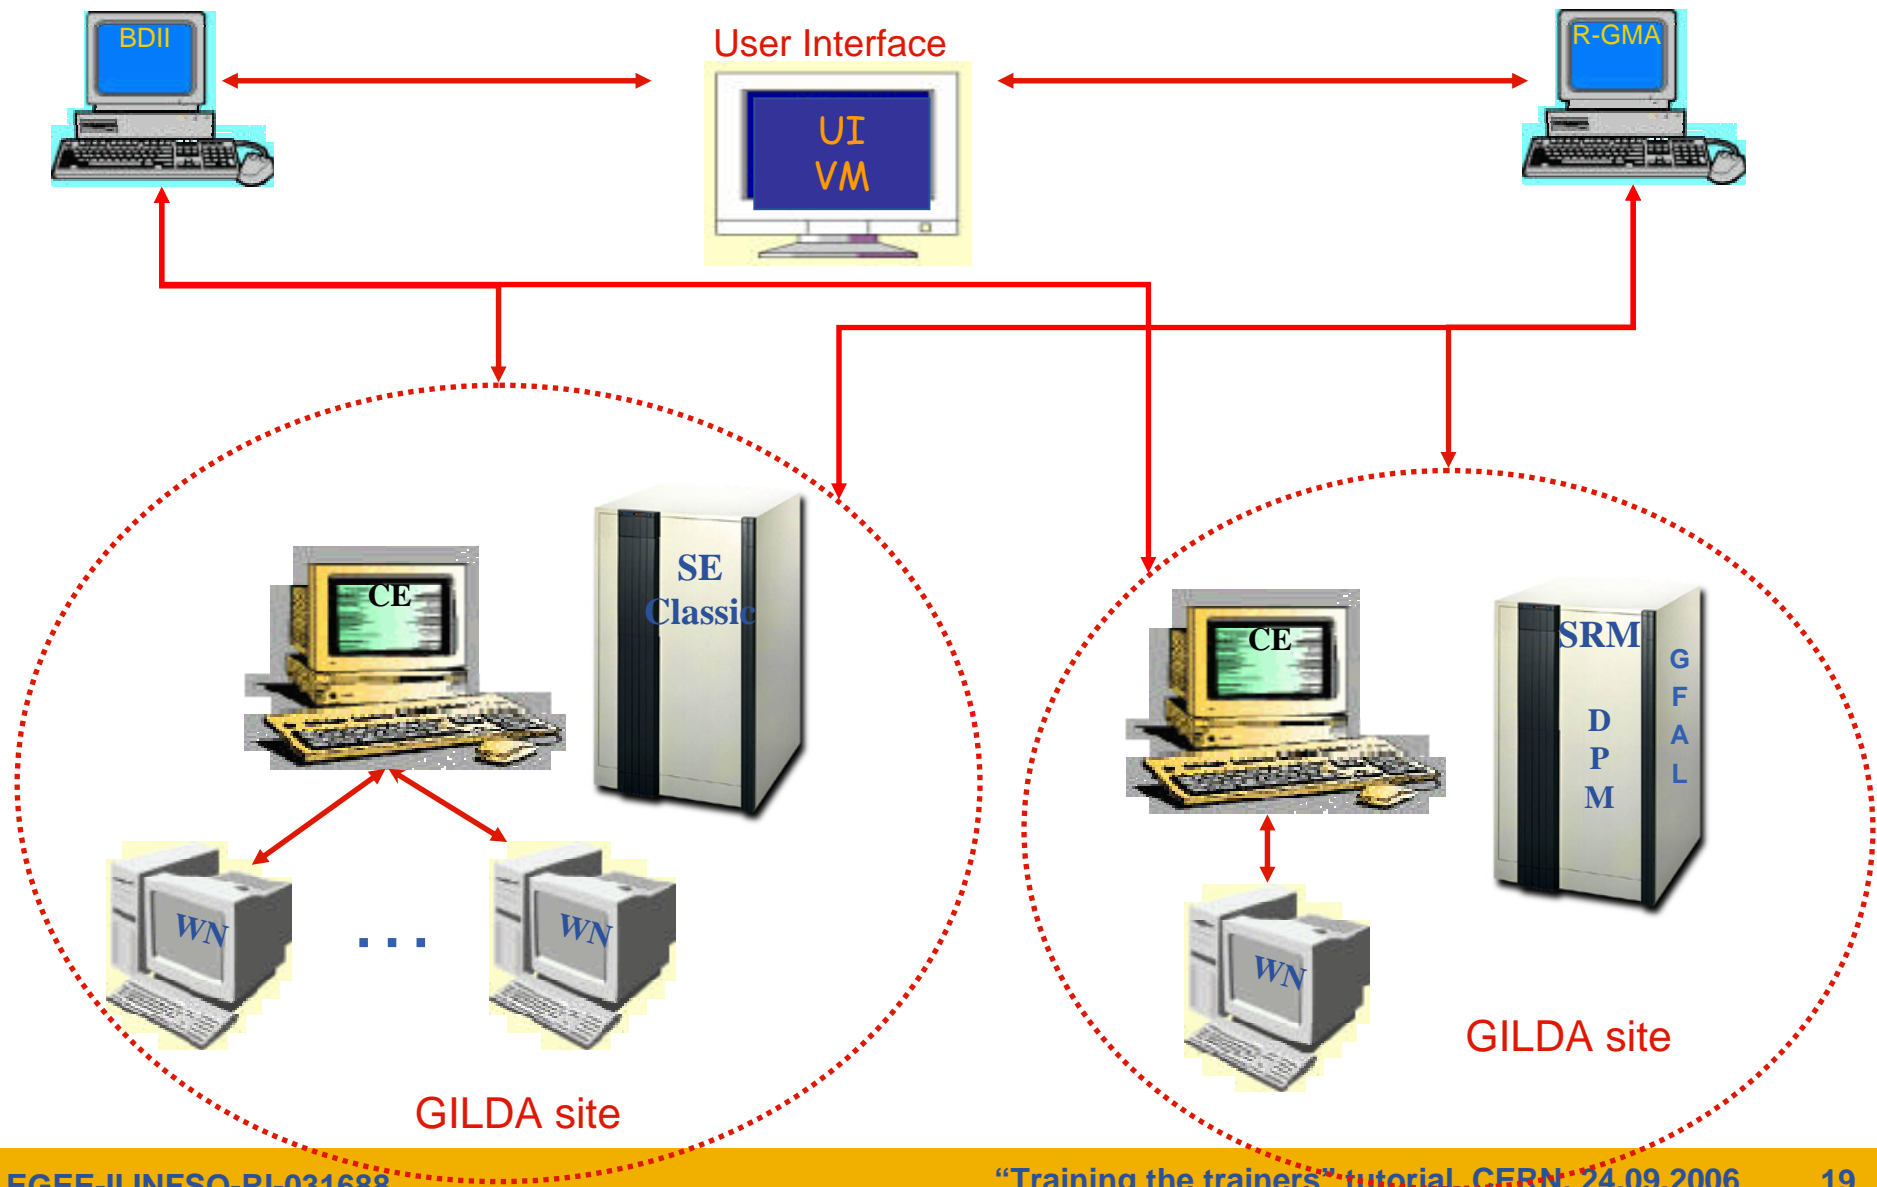 BDII
User Interface
R-GMA
UI
VM
SE
Classic
CE
CE
SRM
D
P
M
G
F
A
L
WN
...
WN
WN
GILDA site
GILDA site
EGEE-II INFSO-RI-031688
“Training the trainers” tutorial, CERN, 24.09.2006
19